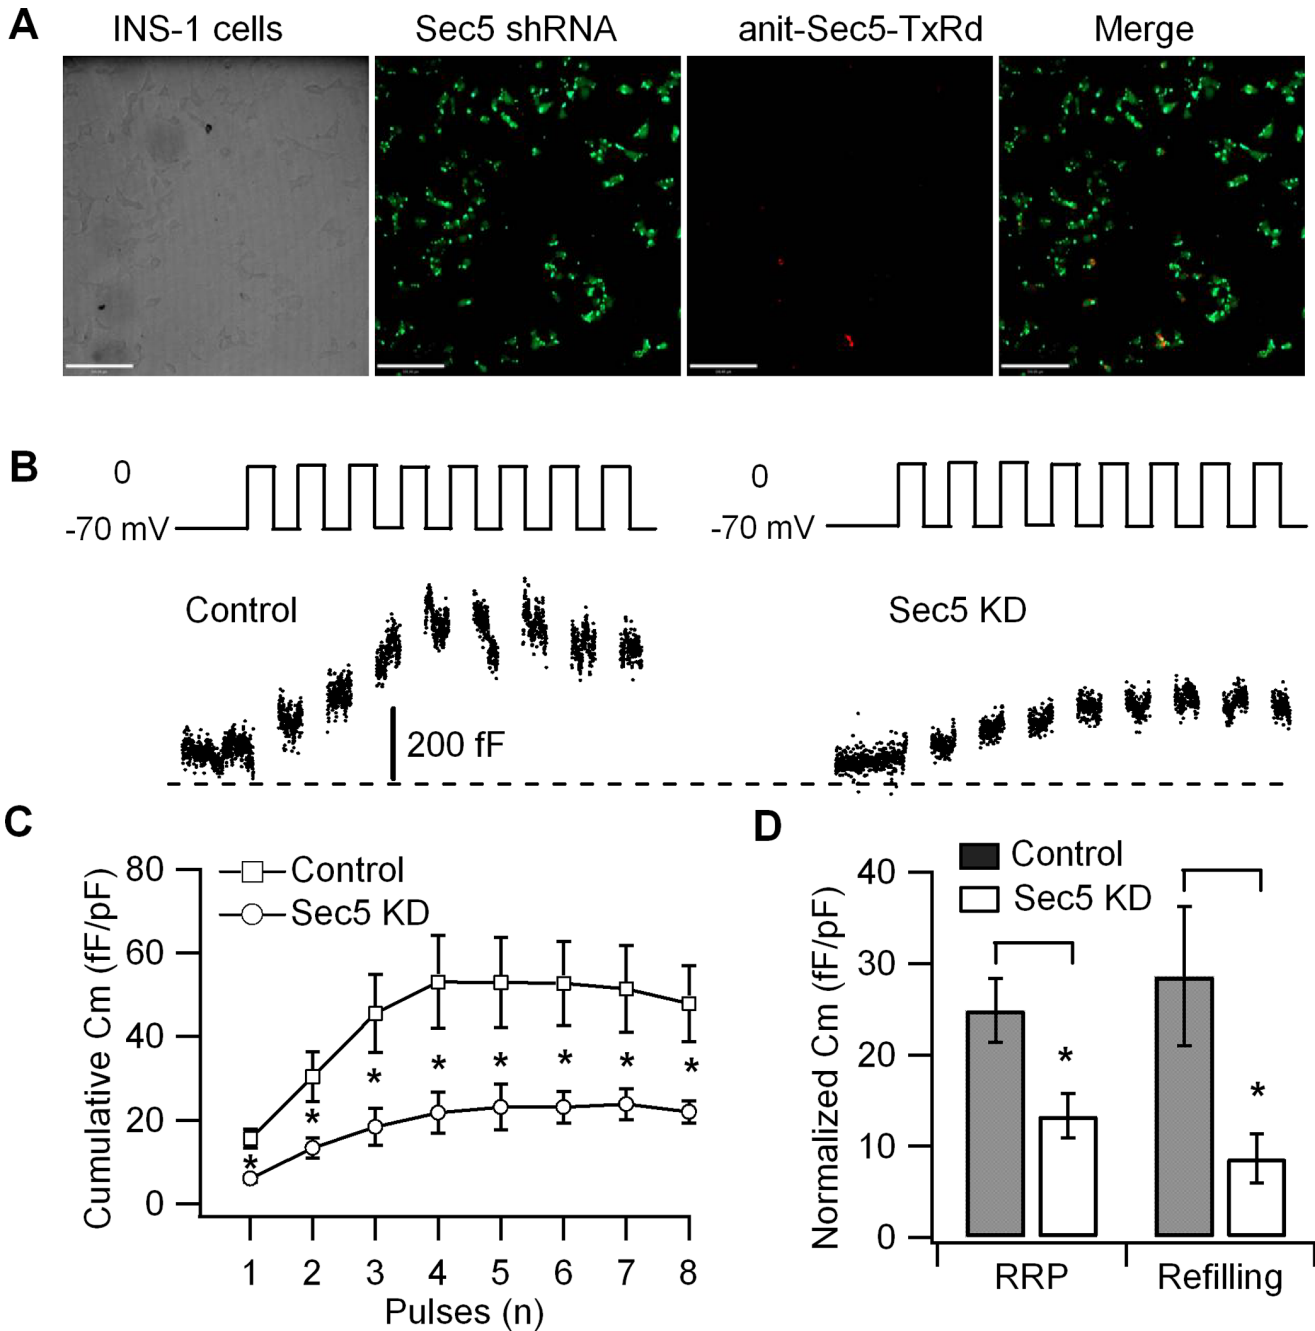 A
INS-1 cells
Sec5 shRNA
anit-Sec5-TxRd
Merge
B
0
-70 mV
0
-70 mV
Control
Sec5 KD
200 fF
C
Cumulative Cm (fF/pF)
80
60
40
20
0
Control
Sec5 KD
*
*
*
*
*
*
*
*
1 2 3 4 5 6 7 8
Pulses (n)
D
Normalized Cm (fF/pF)
40
30
20
10
0
Control
Sec5 KD
*
*
RRP
Refilling